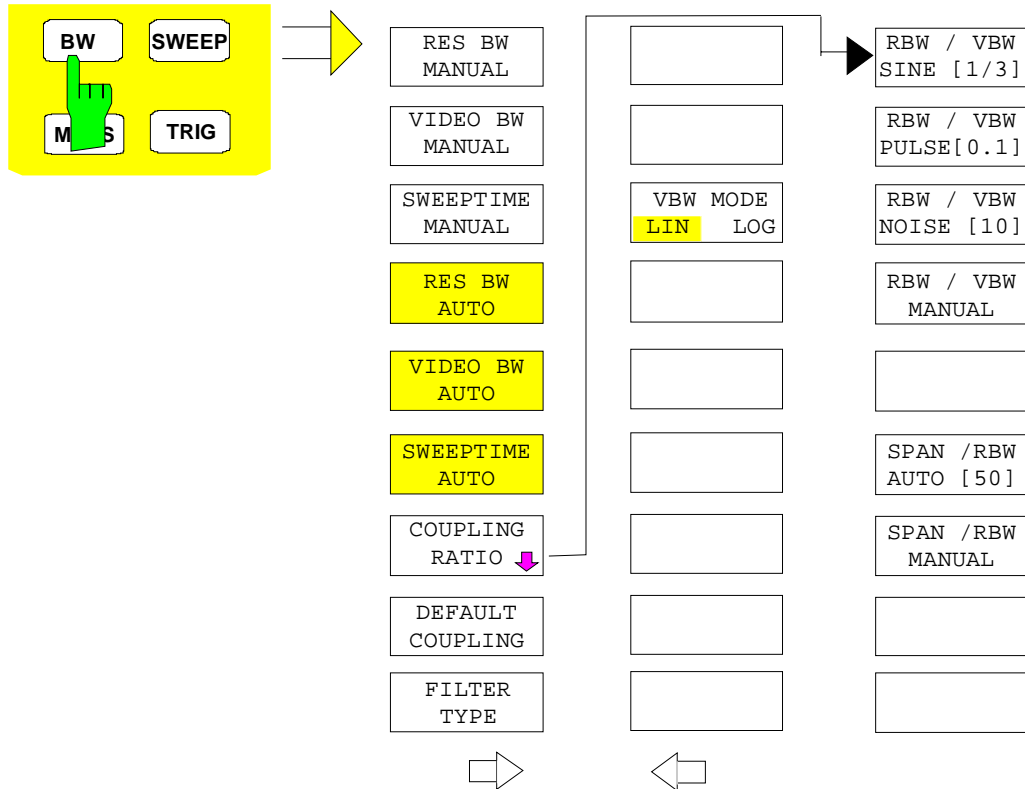 BW
SWEEP
M S
TRIG
RES BW
MANUAL
VIDEO BW
MANUAL
SWEEPTIME
MANUAL
RES BW
AUTO
VIDEO BW
AUTO
SWEEPTIME
AUTO
COUPLING
RATIO
DEFAULT
COUPLING
FILTER
TYPE
VBW MODE
LIN LOG
RBW / VBW
SINE [1/3]
RBW / VBW
PULSE[0.1]
RBW / VBW
NOISE [10]
RBW / VBW
MANUAL
SPAN /RBW
AUTO [50]
SPAN /RBW
MANUAL